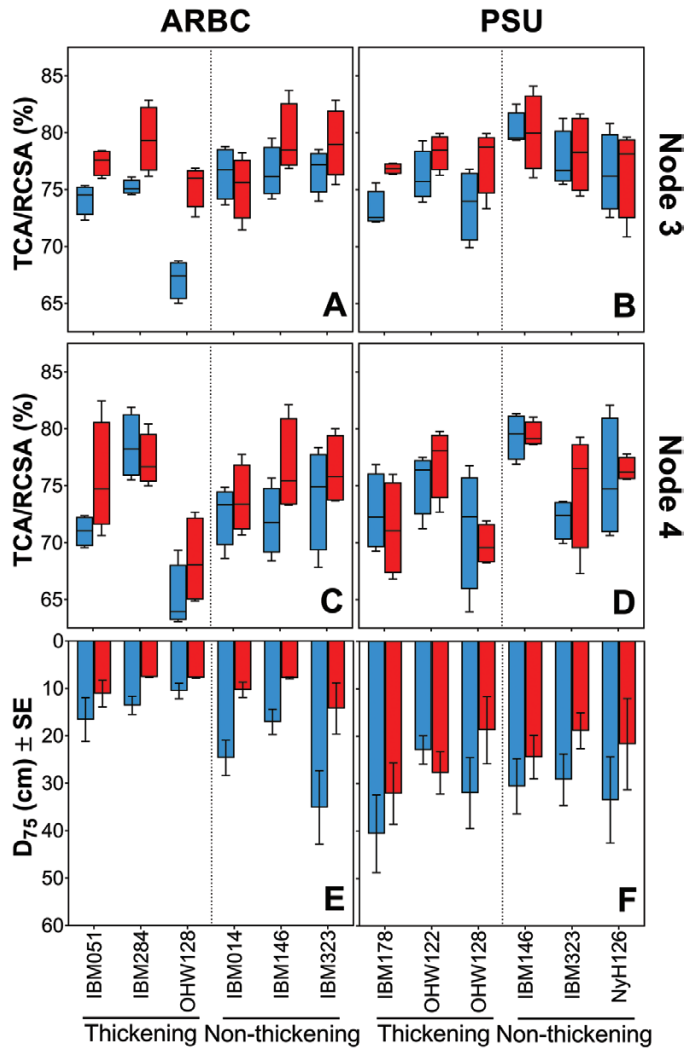 ARBC PSU
TCA/RCSA (%)
85
80
75
70
65
A
B
Node 3
TCA/RCSA (%)
85
80
75
70
65
C
D
Node 4
D75 (cm) ± SE
0
10
20
30
40
50
60
E
F
IBM051 IBM284 OHW128 IBM014 IBM146 IBM323 IBM178 OHW122 OHW128 IBM146 IBM323 NyH126
Thickening Non-thickening Thickening Non-thickening